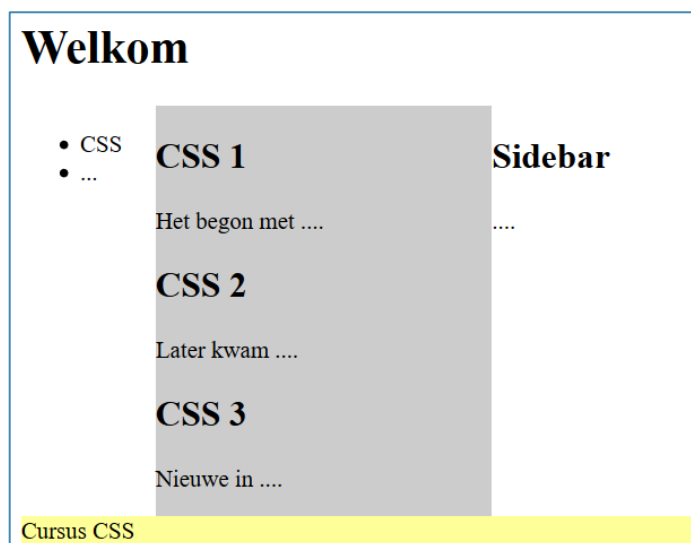 Welkom
CSS
...
CSS 1
Het begon met ....
CSS 2
Later kwam ....
CSS 3
Nieuwe in ....
Sidebar
....
Cursus CSS